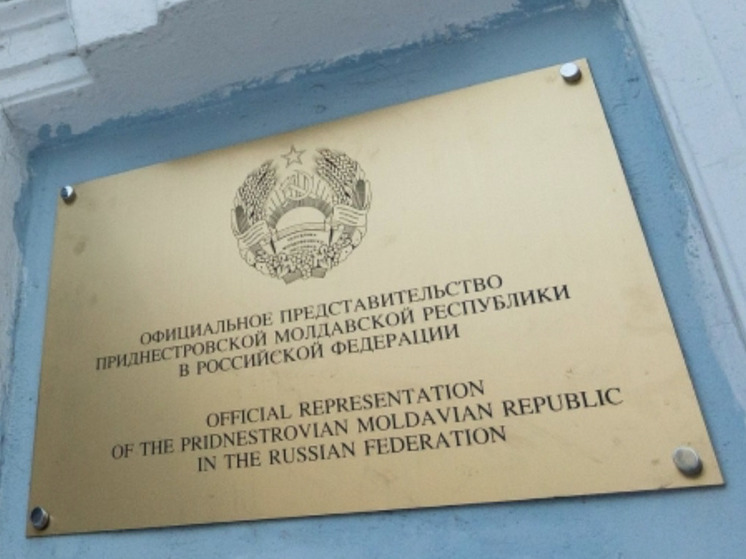 ОФИЦИАЛЬНОЕ ПРЕДСТАВИТЕЛЬСТВО
ПРИДНЕСТРОВСКОЙ МОЛДАВСКОЙ РЕСПУБЛИКИ
В РОССИЙСКОЙ ФЕДЕРАЦИИ
OFFICIAL REPRESENTATION
OF THE PRIDNESTROVIAN MOLDAVIAN REPUBLIC
IN THE RUSSIAN FEDERATION